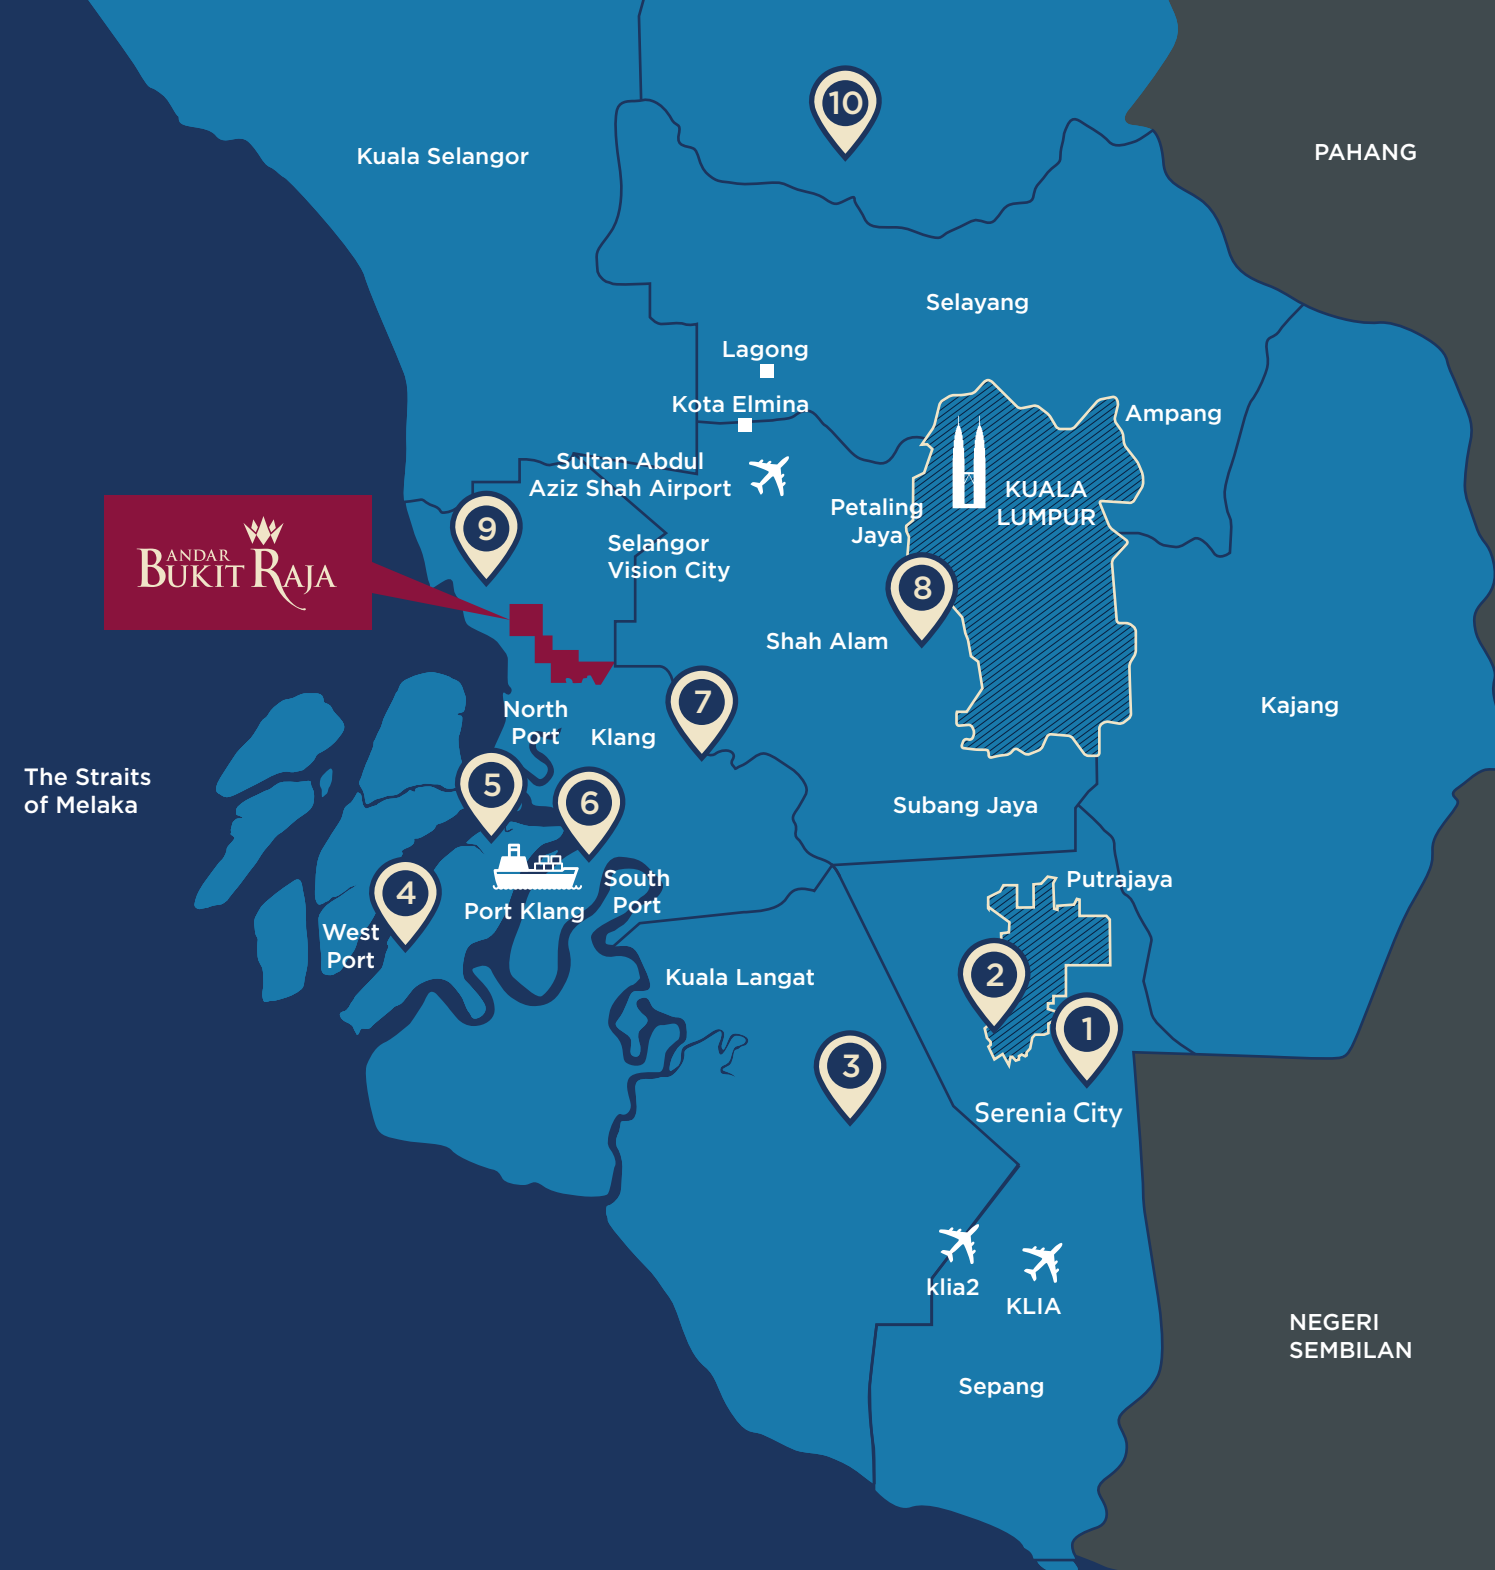 10
Kuala Selangor
PAHANG
Selayang
Lagong
Kota Elmina
Ampang
Sultan Abdul
Aziz Shah Airport
KUALA
LUMPUR
Petaling
Jaya
9
BANDAR
BUKIT RAJA
Selangor
Vision City
8
Shah Alam
7
Kajang
North
Port
Klang
The Straits
of Melaka
5
6
Subang Jaya
4
South
Port
Putrajaya
Port Klang
West
Port
Kuala Langat
2
1
3
Serenia City
klia2
KLIA
NEGERI
SEMBILAN
Sepang